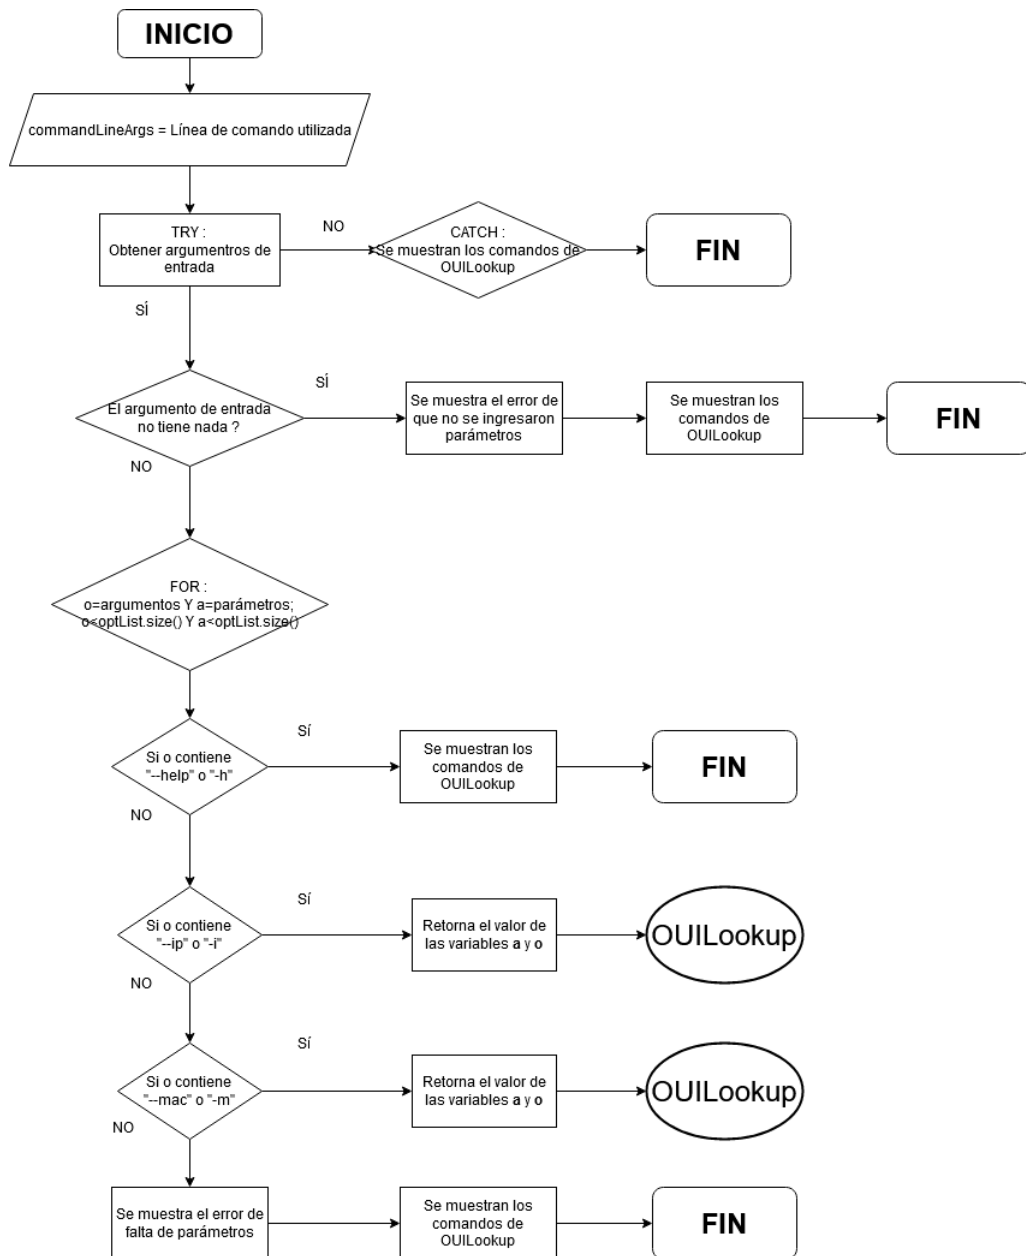 INICIO
commandLineArgs = Línea de comando utilizada
TRY :
Obtener argumentros de
entrada
NO
CATCH :
Se muestran los comandos de
OUILookup
FIN
SÍ
El argumento de entrada
no tiene nada ?
SÍ
Se muestra el error de
que no se ingresaron
parámetros
Se muestran los
comandos de
OUILookup
FIN
NO
FOR :
o=argumentos Y a=parámetros;
o<optList.size() Y a<optList.size()
Si o contiene
"--help" o "-h"
Sí
Se muestran los
comandos de
OUILookup
FIN
NO
Si o contiene
"--ip" o "-i"
Sí
Retorna el valor de
las variables a y o
OUILookup
NO
Si o contiene
"--mac" o "-m"
Sí
Retorna el valor de
las variables a y o
OUILookup
NO
Se muestra el error de
falta de parámetros
Se muestran los
comandos de
OUILookup
FIN